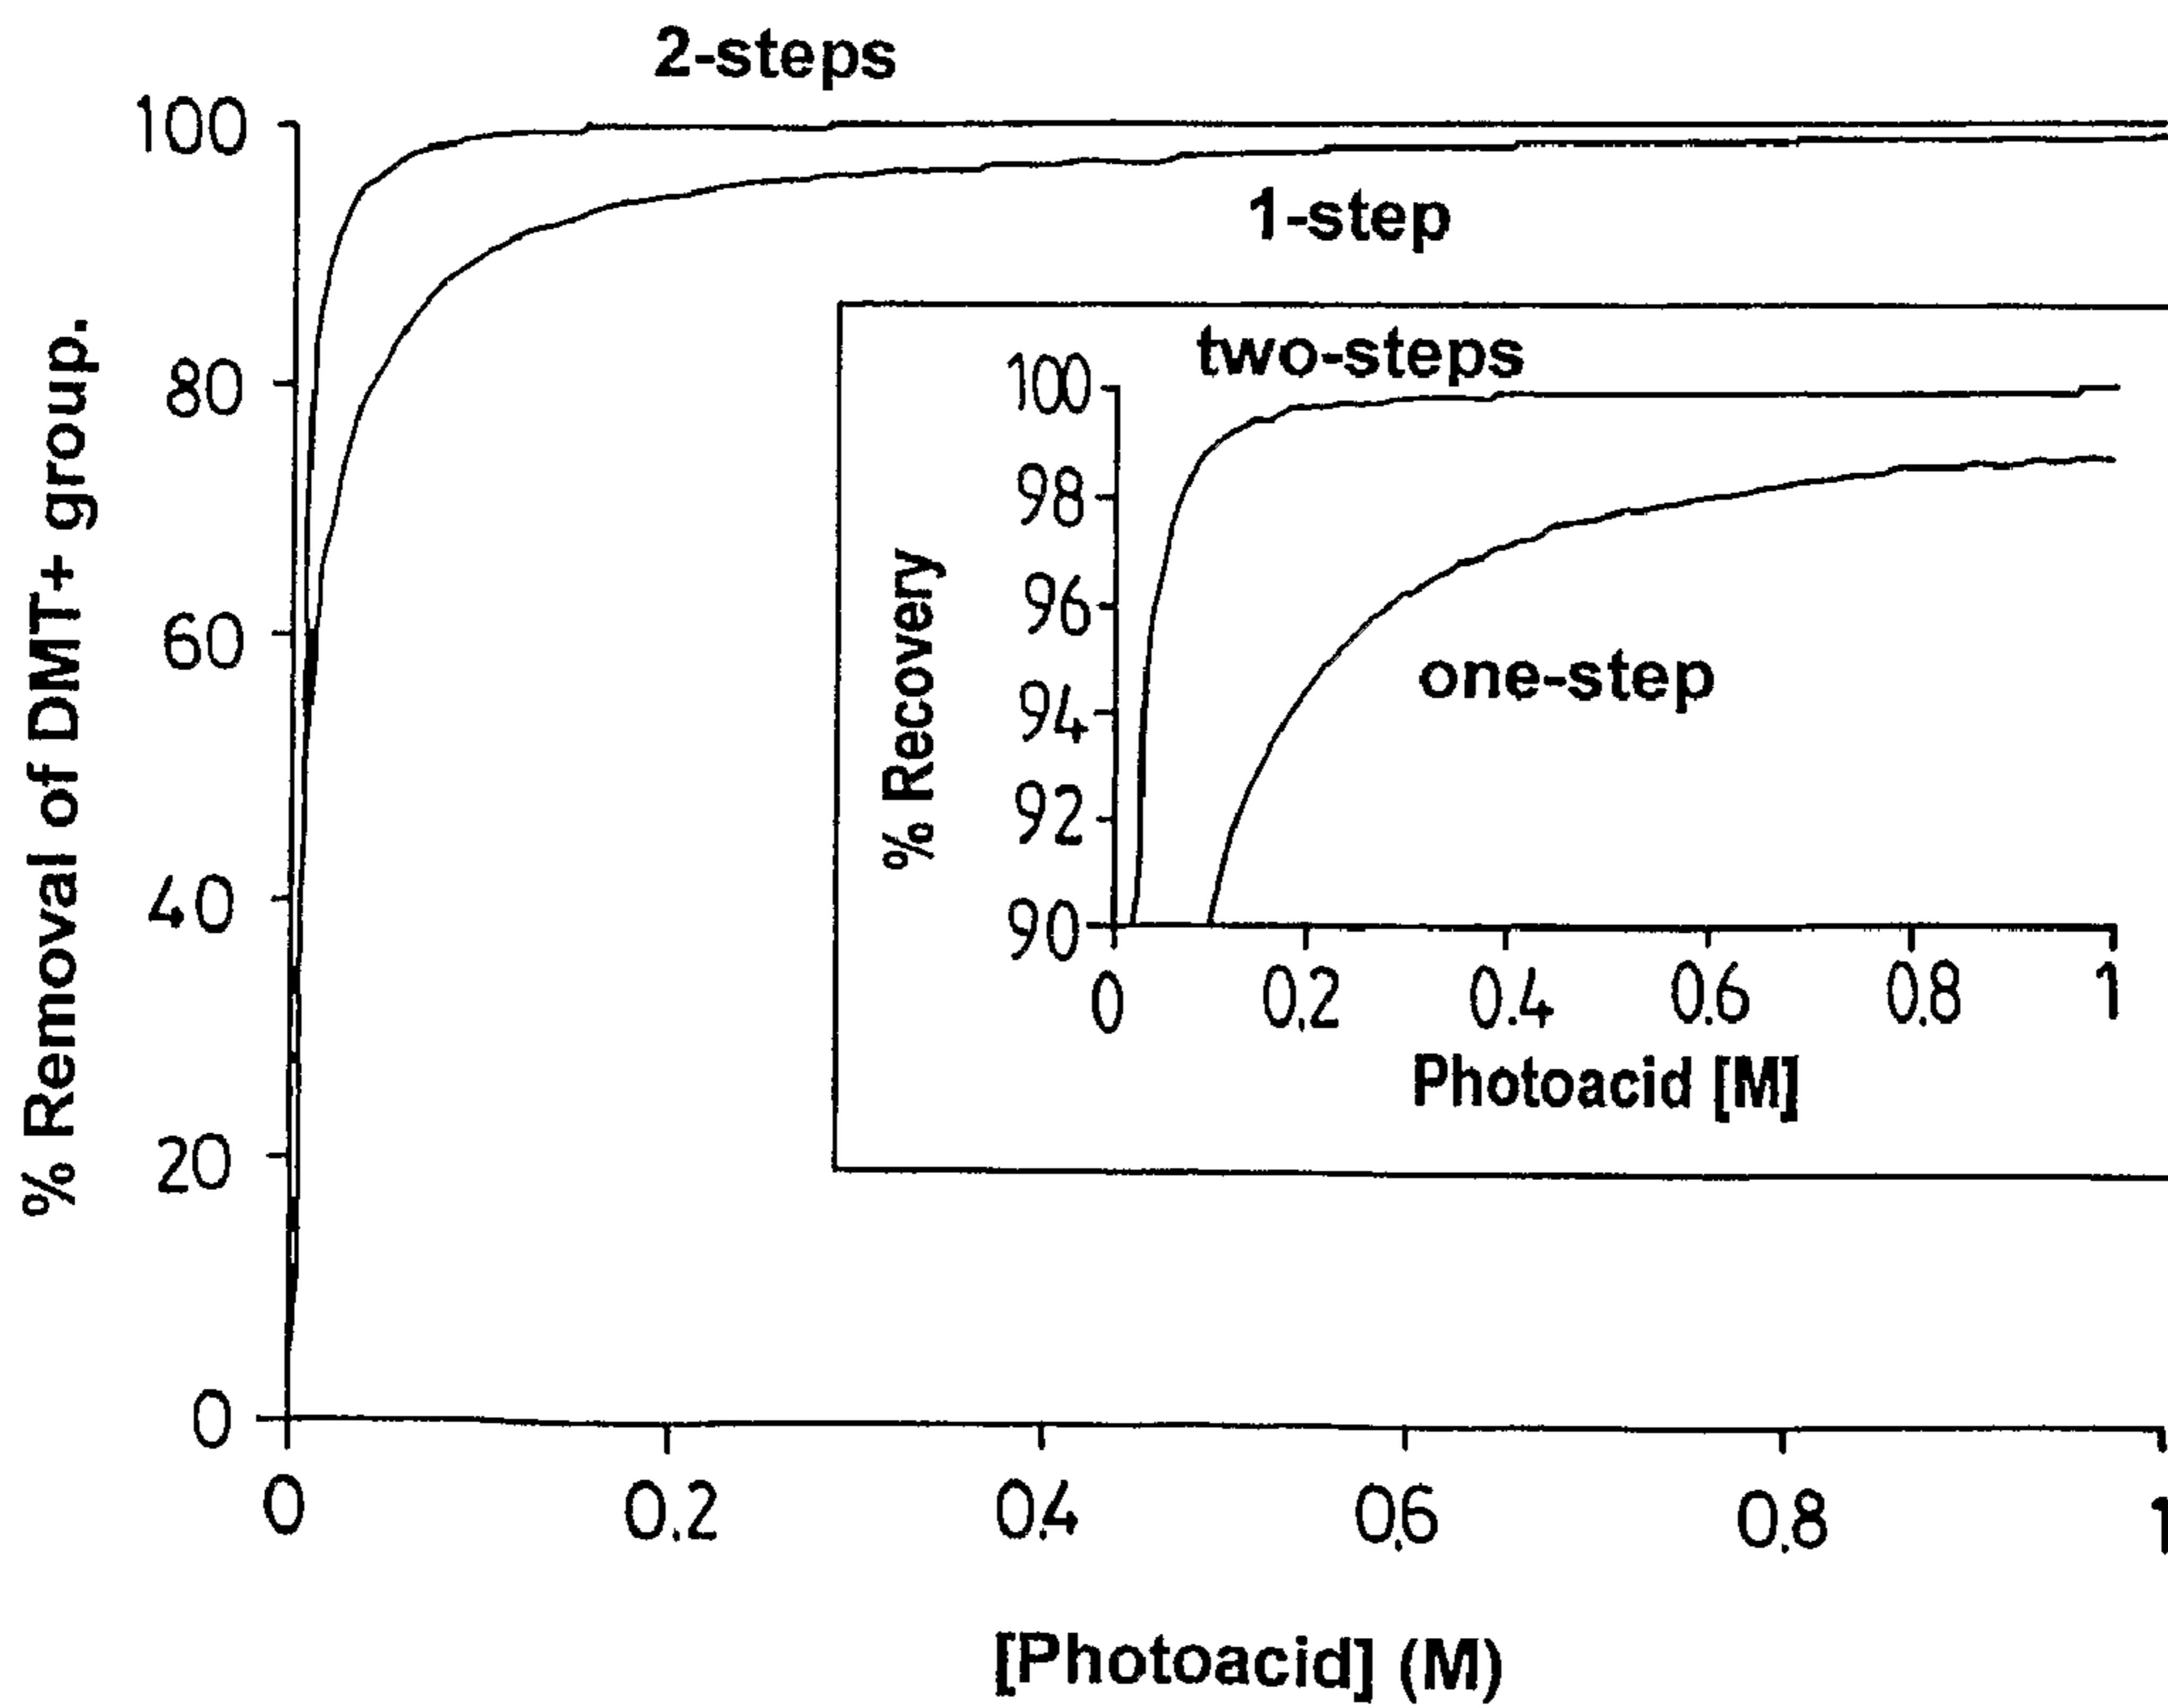 2-steps
100
1-step
80
60
40
20
0
% Removal of DMT+ group.
0 0.2 0.4 0.6 0.8 1
[Photoacid] (M)
two-steps
100
98
96
94
92
90
% Recovery
one-step
0 0.2 0.4 0.6 0.8 1
Photoacid [M]